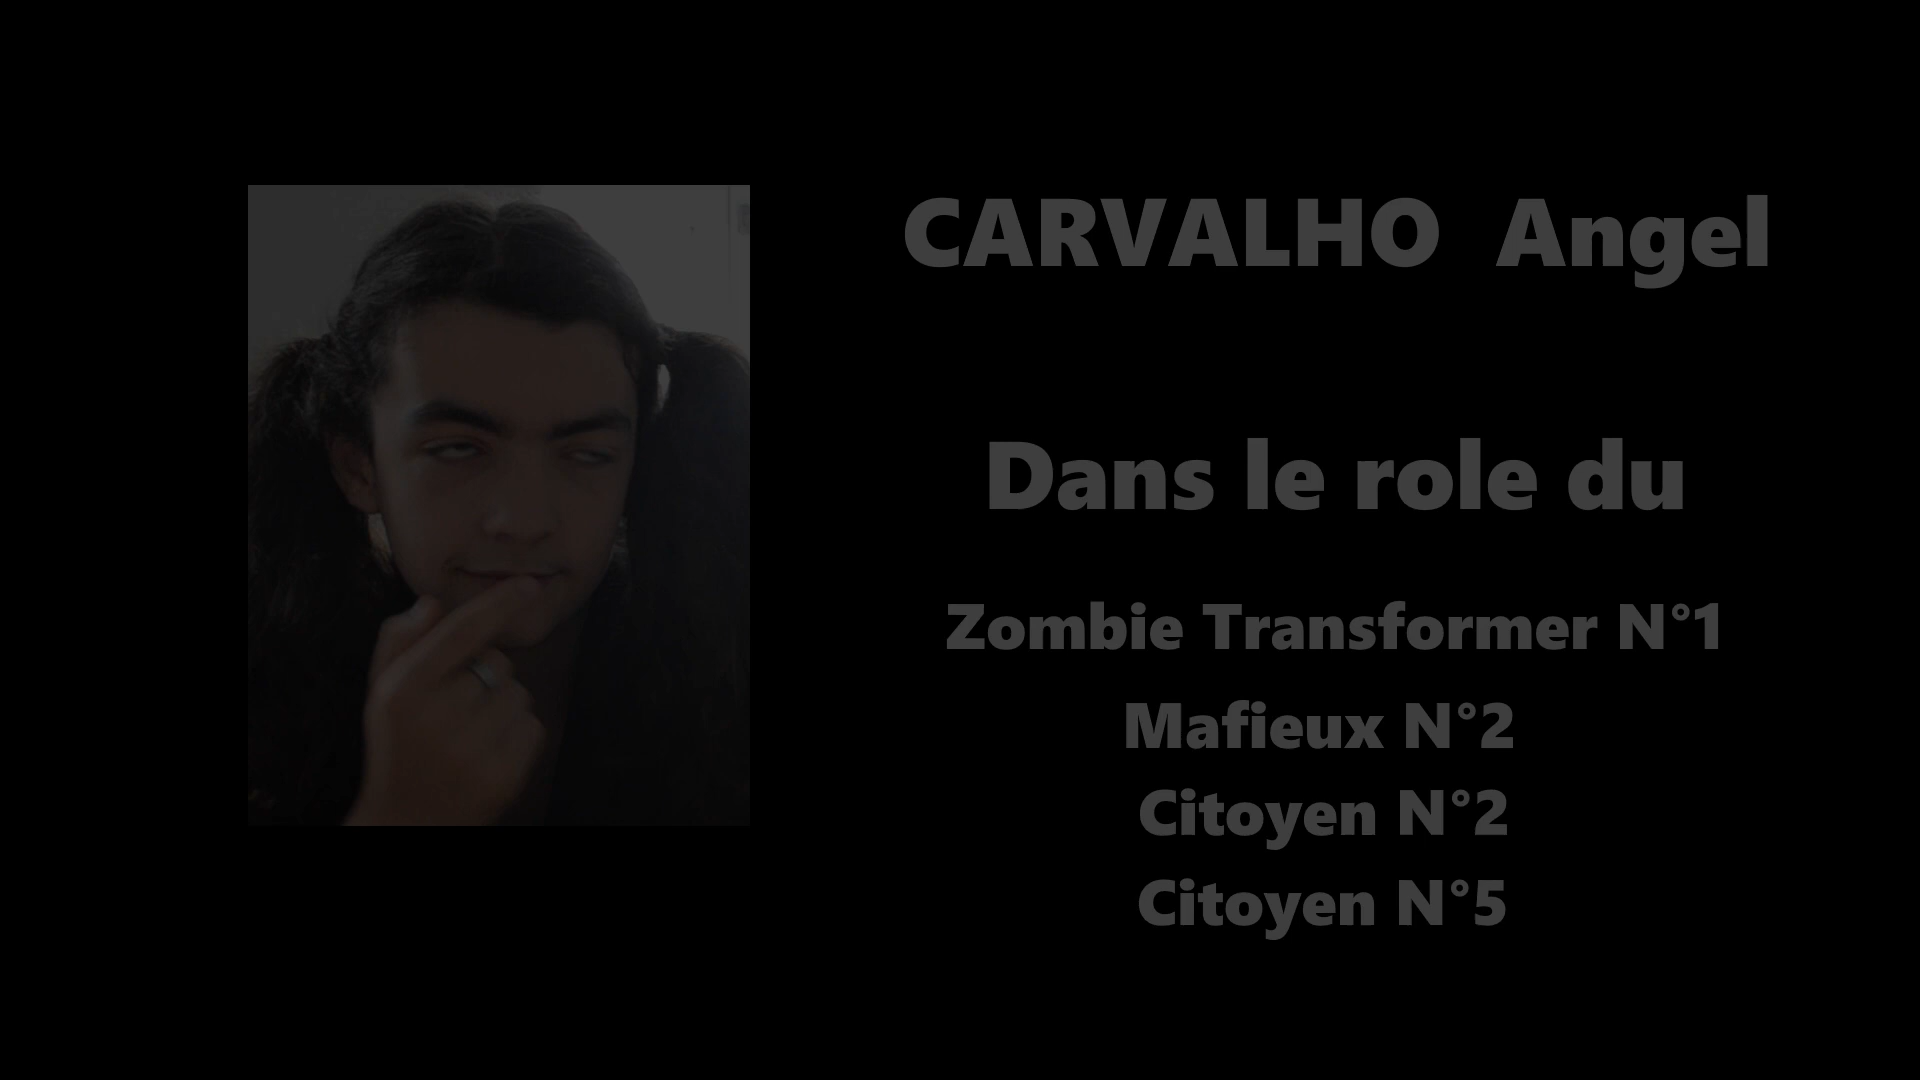 CARVALHO Angel
Dans le role du
Zombie Transformer N°1
Mafieux N°2
Citoyen N°2
Citoyen N°5